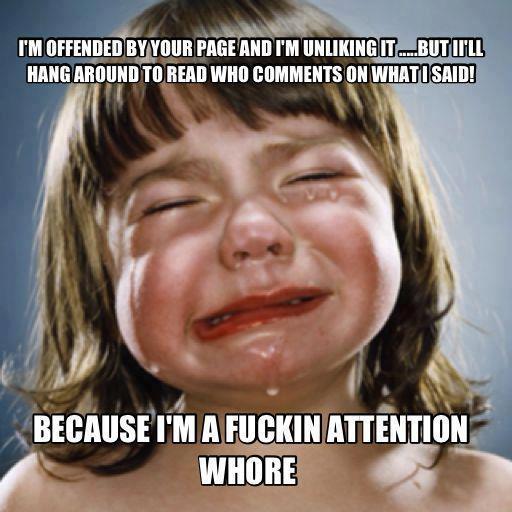 I'M OFFENDED BY YOUR PAGE AND I'M UNLIKING IT .....BUT II'LL
HANG AROUND TO READ WHO COMMENTS ON WHAT I SAID!
BECAUSE I'M A FUCKIN ATTENTION
WHORE